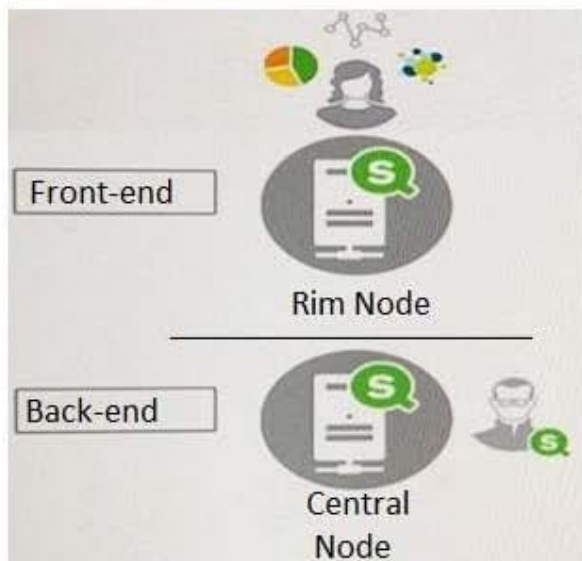 S
Front-end
Rim Node
S
Back-end
S
Central
Node